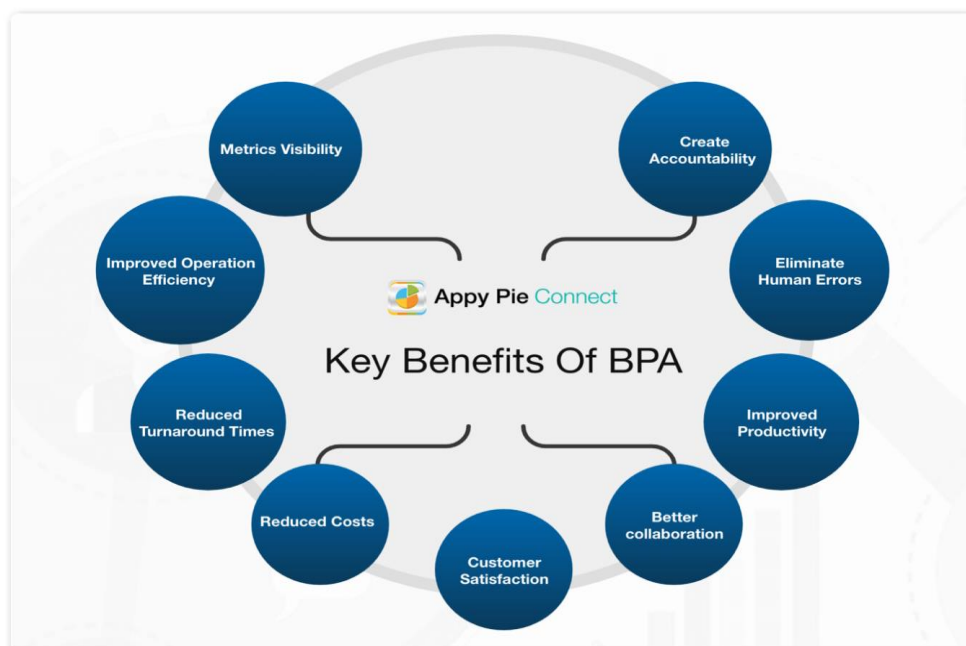 Metrics Visibility
Create
Accountability
Improved Operation
Efficiency
Eliminate
Human Errors
Appy Pie Connect
Key Benefits Of BPA
Reduced
Turnaround Times
Improved
Productivity
Reduced Costs
Better
collaboration
Customer
Satisfaction